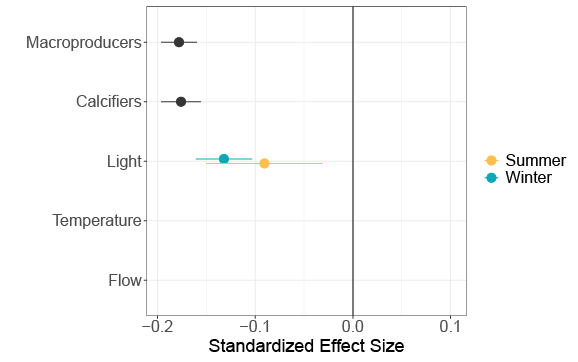 Macroproducers
Calcifiers
Light
Temperature
Flow
−0.2 −0.1 0.0 0.1
Standardized Effect Size
Summer
Winter